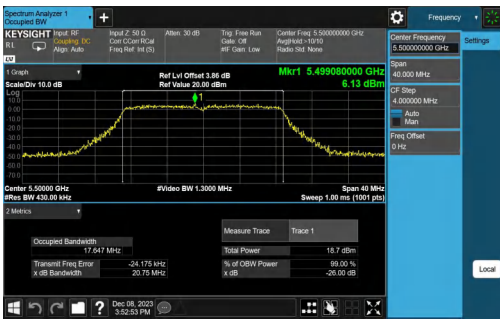 Spectrum Analyzer 1
Occupied BW
+
Frequency
KEYSIGHT
Input: RF
Input Z: 50 Ω
Atten: 30 dB
Trig: Free Run
Center Freq: 5.500000000 GHz
RL
Coupling: DC
Corr CCorr RCal
Gate: Off
Avg|Hold:>10/10
Align: Auto
Freq Ref: Int (S)
#IF Gain: Low
Radio Std: None
LXI
Center Frequency
5.500000000 GHz
Settings
Span
40.000 MHz
CF Step
4.000000 MHz
Auto
Man
Freq Offset
0 Hz
Local
1 Graph
Ref Lvl Offset 3.86 dB
Mkr1 5.499080000 GHz
Scale/Div 10.0 dB
Ref Value 20.00 dBm
6.13 dBm
Log
1
10.0
0.00
-10.0
-20.0
-30.0
-40.0
-50.0
-60.0
-70.0
Center 5.50000 GHz
#Video BW 1.3000 MHz
Span 40 MHz
#Res BW 430.00 kHz
Sweep 1.00 ms (1001 pts)
2 Metrics
Measure Trace
Trace 1
Occupied Bandwidth
17.647 MHz
Total Power
18.7 dBm
Transmit Freq Error
-24.175 kHz
% of OBW Power
99.00 %
x dB Bandwidth
20.75 MHz
x dB
-26.00 dB
?
Dec 08, 2023
3:52:53 PM